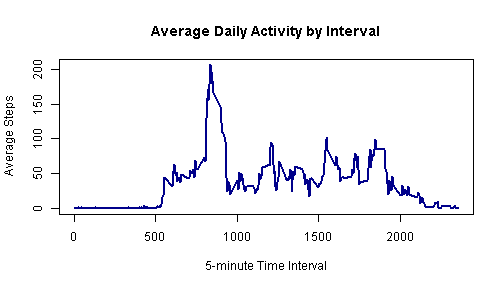 Average Daily Activity by Interval
Average Steps
200
150
100
50
0
0 500 1000 1500 2000
5-minute Time Interval